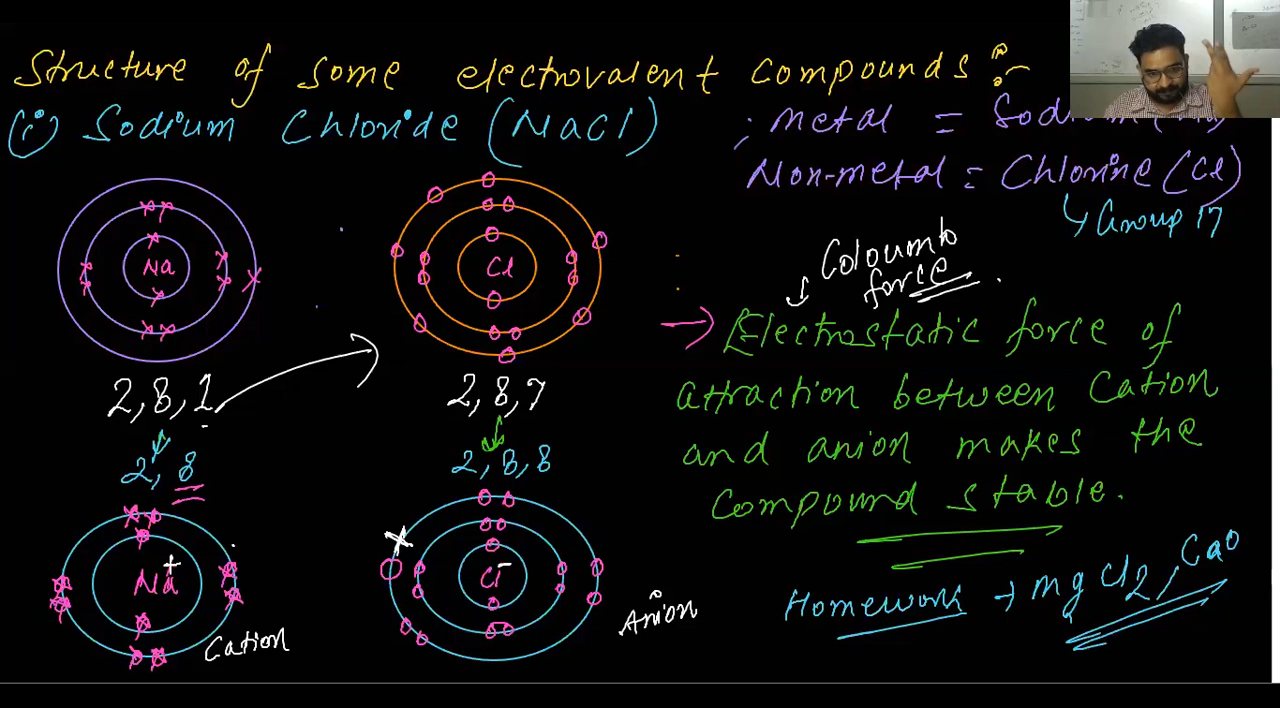 Structure of some electrovalent compounds :-
(i) Sodium Chloride (NaCl)
; Metal = Sodium
Non-metal = Chlorine (Cl)
↳ Group 17
Na
Cl
Coloumb
force
→ Electrostatic force of
attraction between Cation
and anion makes the
Compound stable.
2, 8, 1
2, 8, 7
2, 8
2, 8, 8
Na+
Cation
Cl-
Anion
Homework → MgCl2, CaO